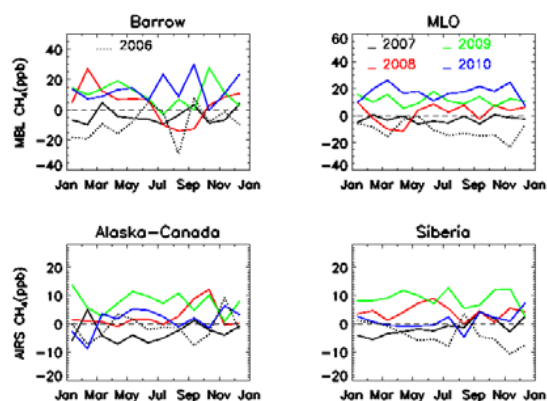 Barrow
MLO
MBL CH4(ppb)
40
20
0
-20
-40
2006
60
40
20
0
-20
-40
2007
2009
2008
2010
Jan Mar May Jul Sep Nov Jan
Jan Mar May Jul Sep Nov Jan
Alaska-Canada
Siberia
AIRS CH4(ppb)
20
10
0
-10
-20
20
10
0
-10
-20
Jan Mar May Jul Sep Nov Jan
Jan Mar May Jul Sep Nov Jan